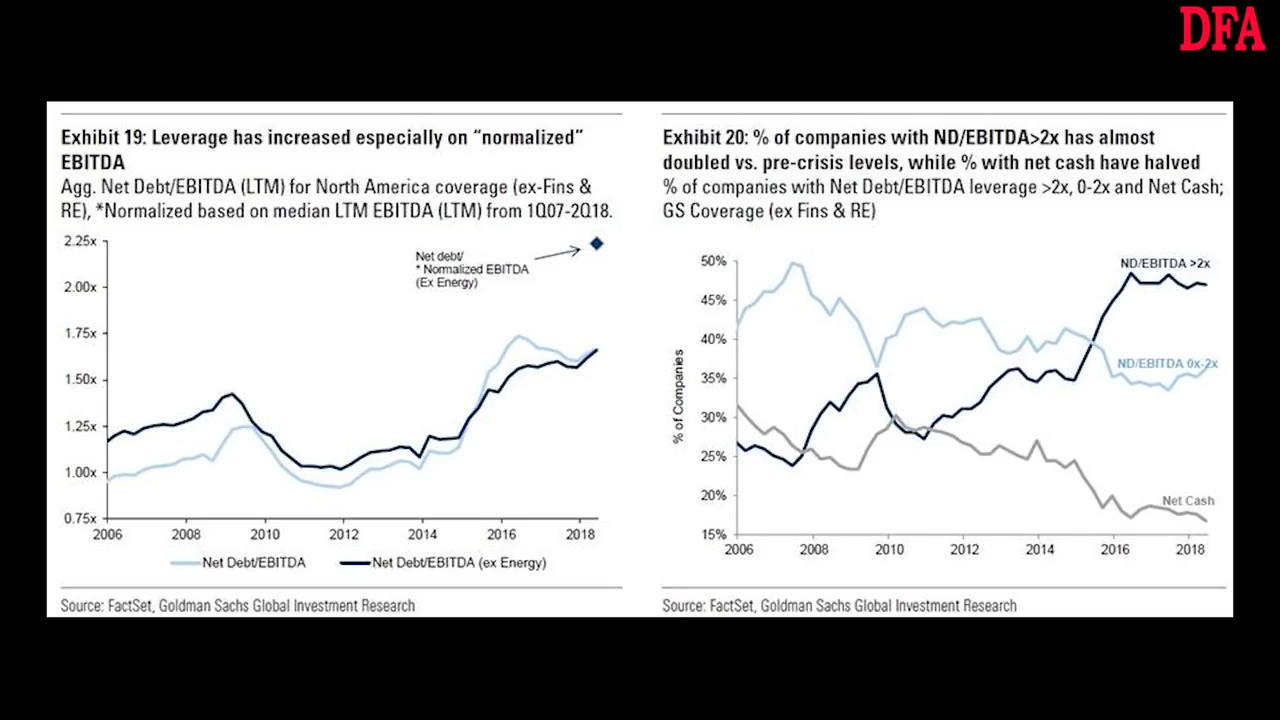 DFA
Exhibit 19: Leverage has increased especially on “normalized”
EBITDA
Agg. Net Debt/EBITDA (LTM) for North America coverage (ex-Fins &
RE), *Normalized based on median LTM EBITDA (LTM) from 1Q07-2Q18.
2.25x
2.00x
1.75x
1.50x
1.25x
1.00x
0.75x
Net debt/
* Normalized EBITDA
(Ex Energy)
2006 2008 2010 2012 2014 2016 2018
Net Debt/EBITDA Net Debt/EBITDA (ex Energy)
Source: FactSet, Goldman Sachs Global Investment Research
Exhibit 20: % of companies with ND/EBITDA>2x has almost
doubled vs. pre-crisis levels, while % with net cash have halved
% of companies with Net Debt/EBITDA leverage >2x, 0-2x and Net Cash;
GS Coverage (ex Fins & RE)
% of Companies
50%
45%
40%
35%
30%
25%
20%
15%
ND/EBITDA >2x
ND/EBITDA 0x-2x
Net Cash
2006 2008 2010 2012 2014 2016 2018
Source: FactSet, Goldman Sachs Global Investment Research